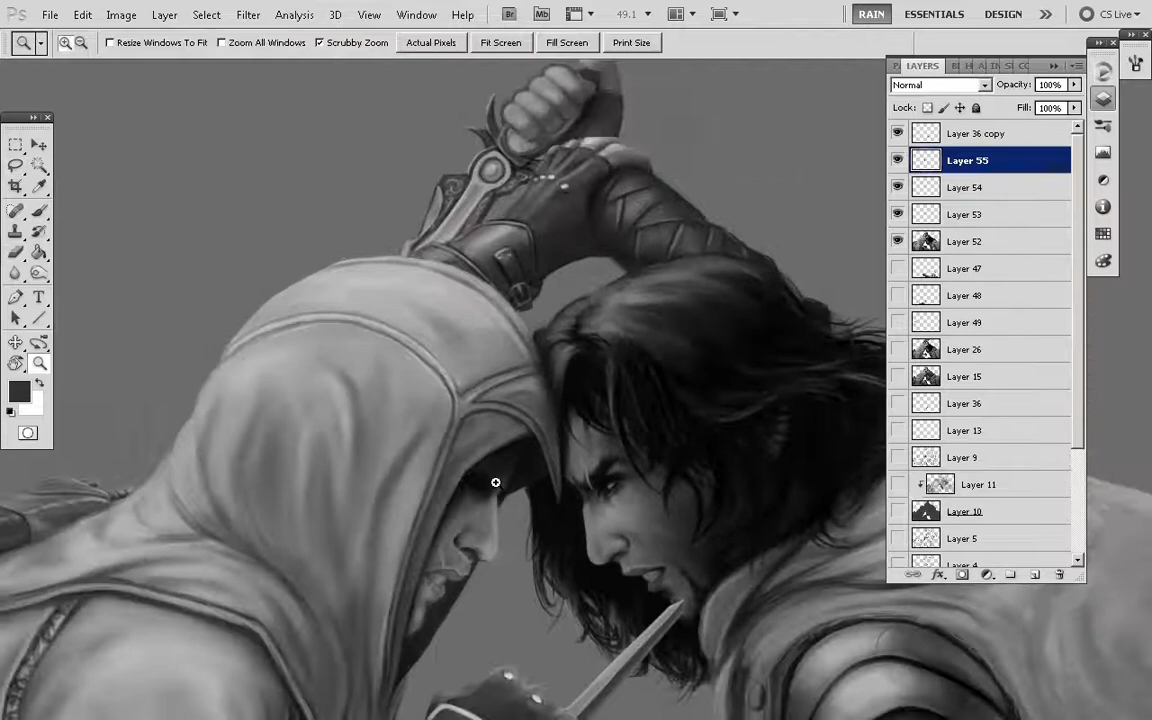 Ps File Edit Image Layer Select Filter Analysis 3D View Window Help Br Mb 49.1 RAIN ESSENTIALS DESIGN CS Live
Resize Windows To Fit Zoom All Windows Scrubby Zoom Actual Pixels Fit Screen Fill Screen Print Size
LAYERS
Normal Opacity: 100%
Lock: Fill: 100%
Layer 36 copy
Layer 55
Layer 54
Layer 53
Layer 52
Layer 47
Layer 48
Layer 49
Layer 26
Layer 15
Layer 36
Layer 13
Layer 9
Layer 11
Layer 10
Layer 5
Layer 4